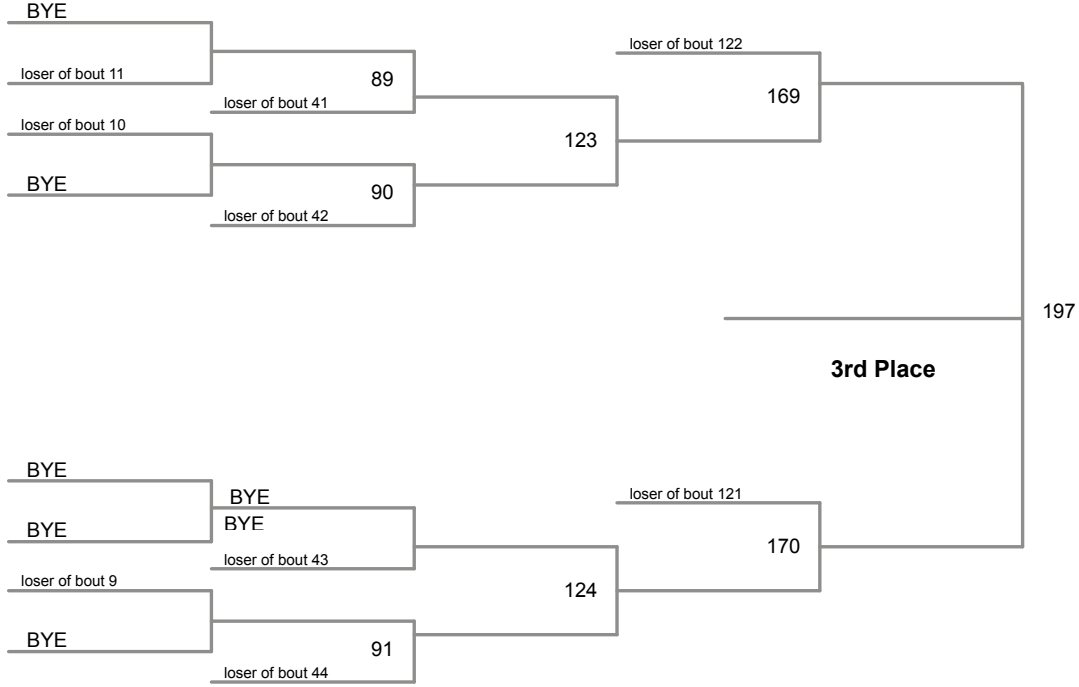 BYE
loser of bout 11
89
loser of bout 41
loser of bout 10
BYE
90
loser of bout 42
123
loser of bout 122
169
197
3rd Place
BYE
BYE
BYE
BYE
loser of bout 43
loser of bout 9
BYE
91
loser of bout 44
124
loser of bout 121
170